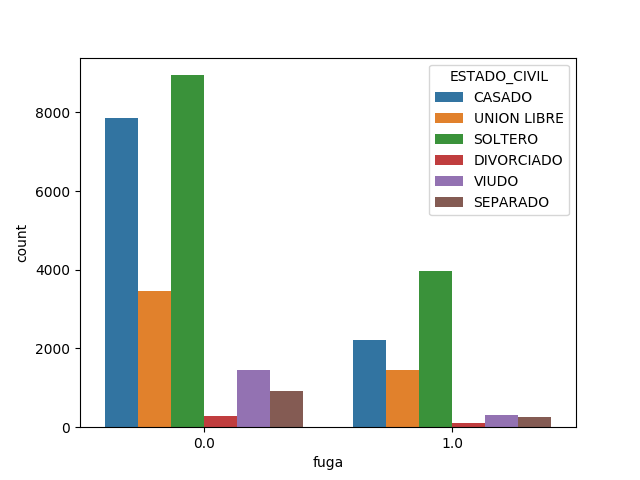 ESTADO_CIVIL
CASADO
UNION LIBRE
SOLTERO
DIVORCIADO
VIUDO
SEPARADO
8000
6000
4000
2000
0
count
0.0 1.0
fuga